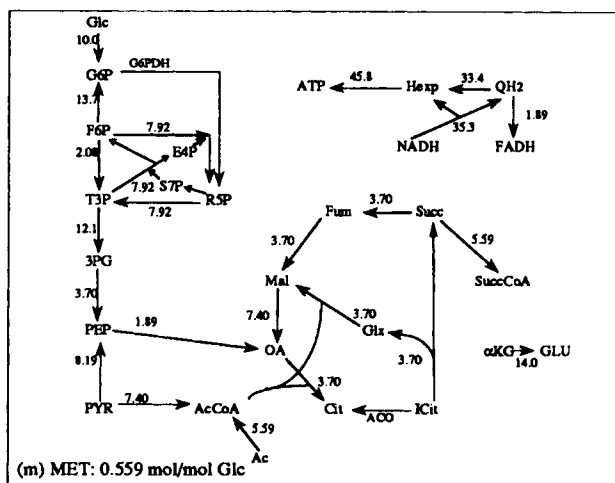 Glc
10.0
G6P
G6PDH
13.7
F6P
7.92
2.08
E4P
7.92
S7P
T3P
7.92
R5P
12.1
3PG
3.70
PEP
1.89
8.19
PYR
7.40
AcCoA
5.59
Ac
ATP
45.8
Hexp
33.4
QH2
35.3
1.89
NADH
FADH
Fum
3.70
Succ
3.70
5.59
Mal
SuccCoA
7.40
3.70
Glx
OA
3.70
αKG
GLU
14.0
3.70
Cit
ACO
ICit
(m) MET: 0.559 mol/mol Glc